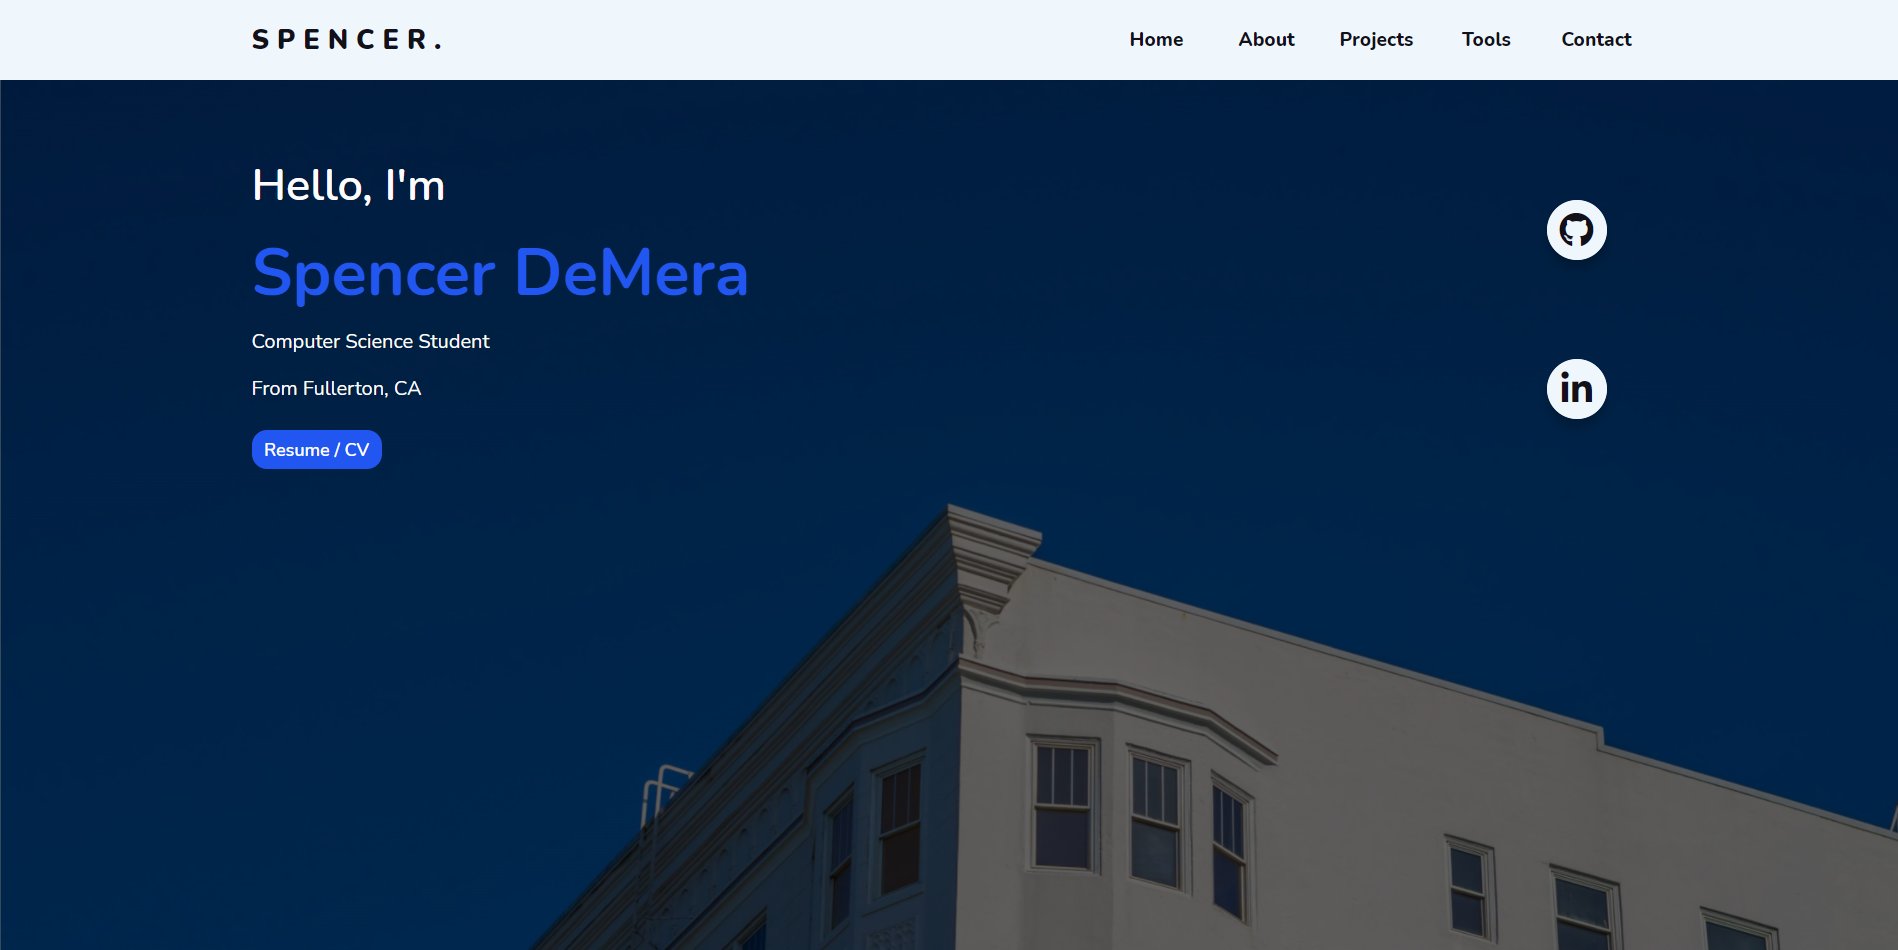 SPENCER.
Home About Projects Tools Contact
Hello, I'm
Spencer DeMera
Computer Science Student
From Fullerton, CA
Resume / CV
in